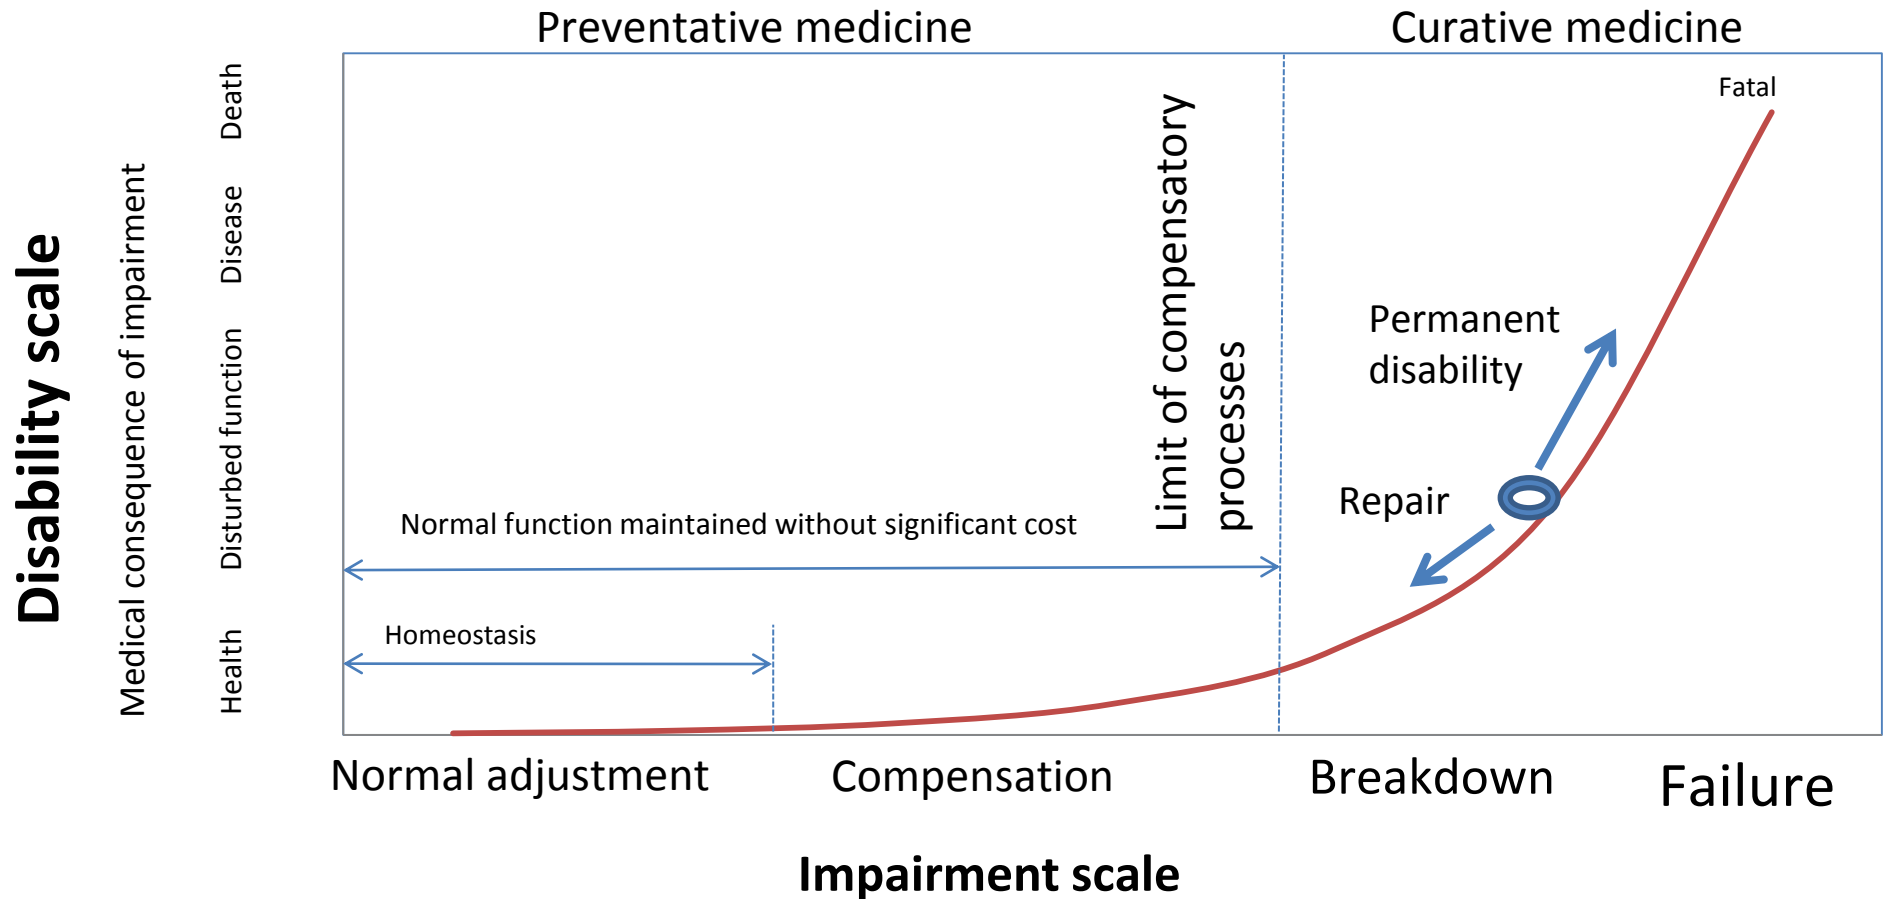 Preventative medicine
Curative medicine
Disability scale
Medical consequence of impairment
Death
Disease
Disturbed function
Health
Limit of compensatory
processes
Fatal
Permanent
disability
Repair
Normal function maintained without significant cost
Homeostasis
Normal adjustment
Compensation
Breakdown
Failure
Impairment scale